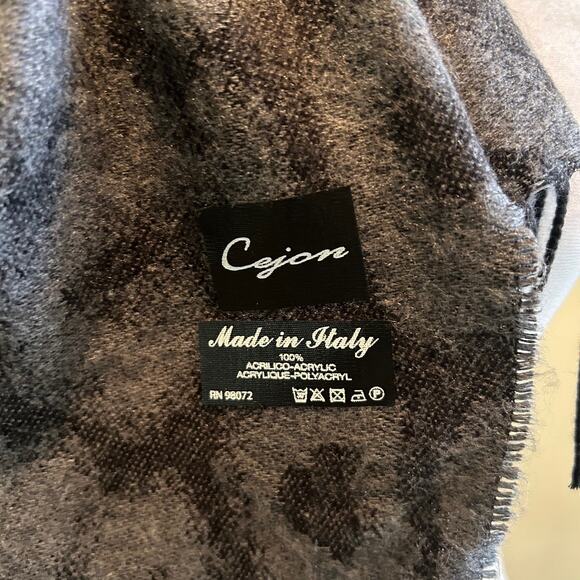 Cejon
Made in Italy
100%
ACRILICO-ACRYLIC
ACRYLIQUE-POLYACRYL
RN 98072
P